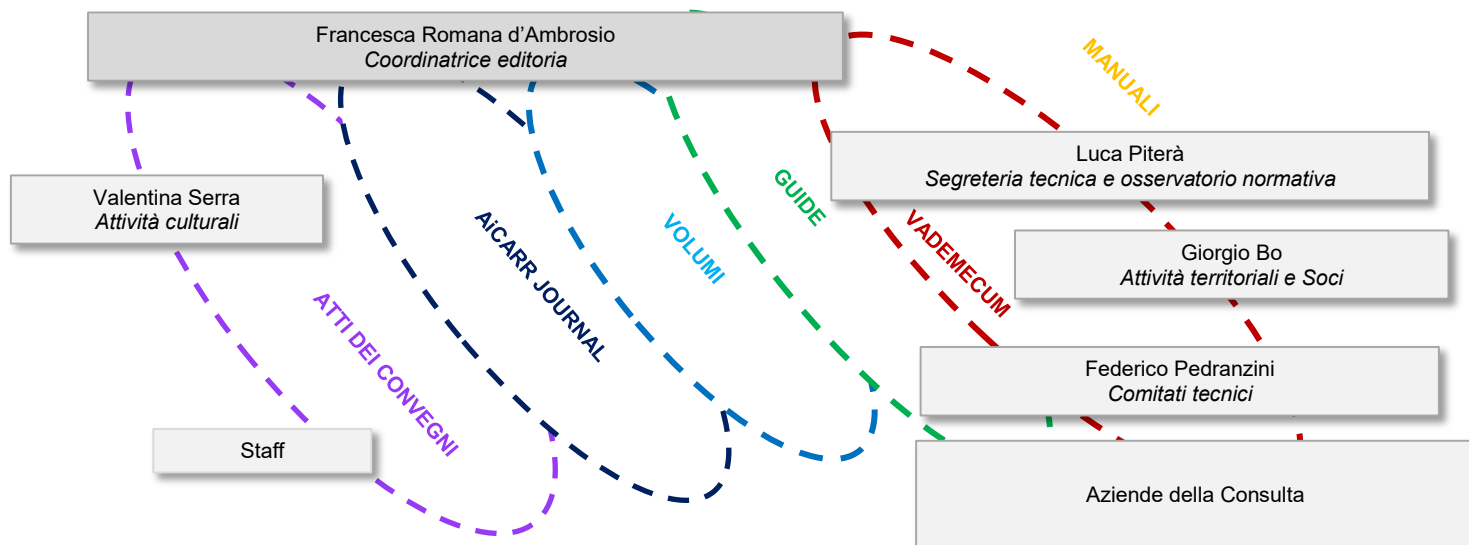 Francesca Romana d’Ambrosio
Coordinatrice editoria
MANUALI
Luca Piterà
Segreteria tecnica e osservatorio normativa
Valentina Serra
Attività culturali
GUIDE
AiCARR JOURNAL
VOLUMI
VADEMECUM
Giorgio Bo
Attività territoriali e Soci
ATTI DEI CONVEGNI
Federico Pedranzini
Comitati tecnici
Staff
Aziende della Consulta